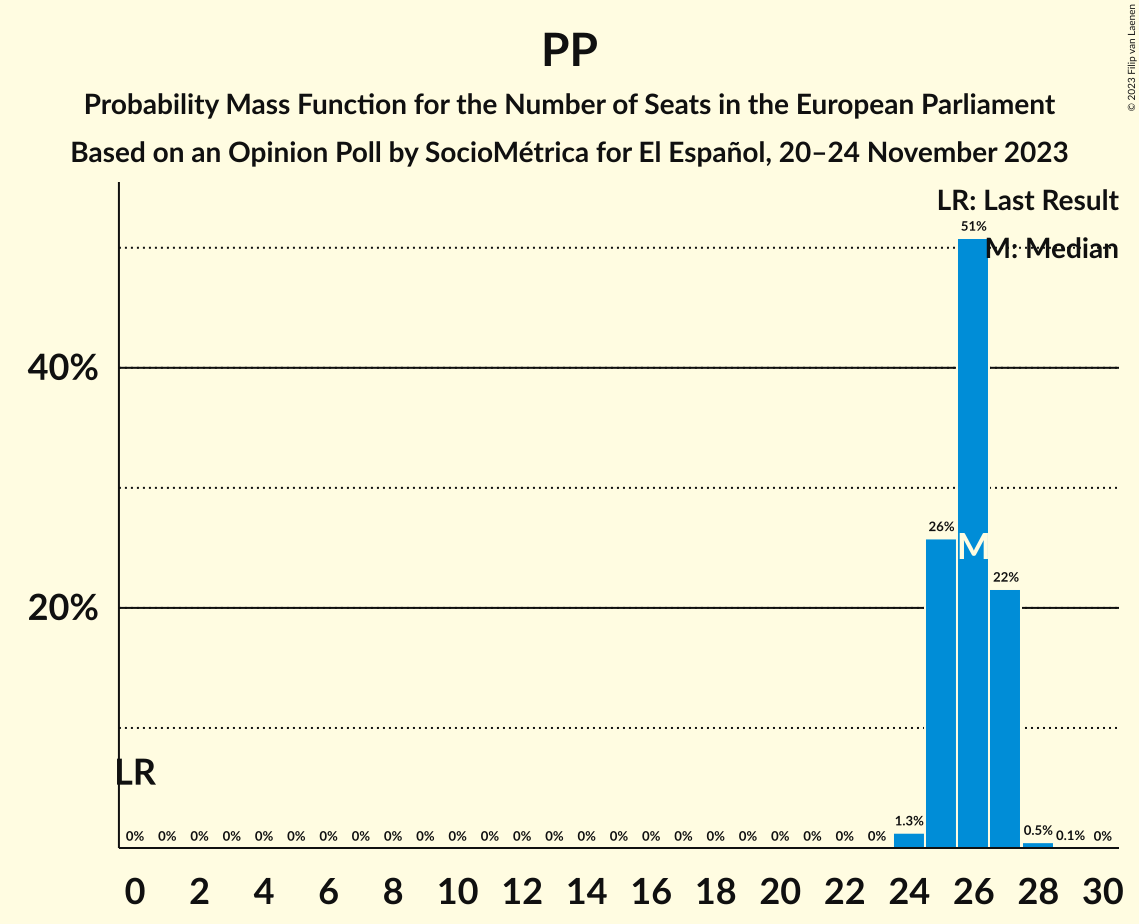 PP
Probability Mass Function for the Number of Seats in the European Parliament
Based on an Opinion Poll by SocioMétrica for El Español, 20–24 November 2023
© 2023 Filip van Laenen
LR: Last Result
M: Median
51%
40%
26%
M
22%
20%
LR
0% 0% 0% 0% 0% 0% 0% 0% 0% 0% 0% 0% 0% 0% 0% 0% 0% 0% 0% 0% 0% 0% 0% 0% 1.3% 0.5% 0.1% 0%
0 2 4 6 8 10 12 14 16 18 20 22 24 26 28 30